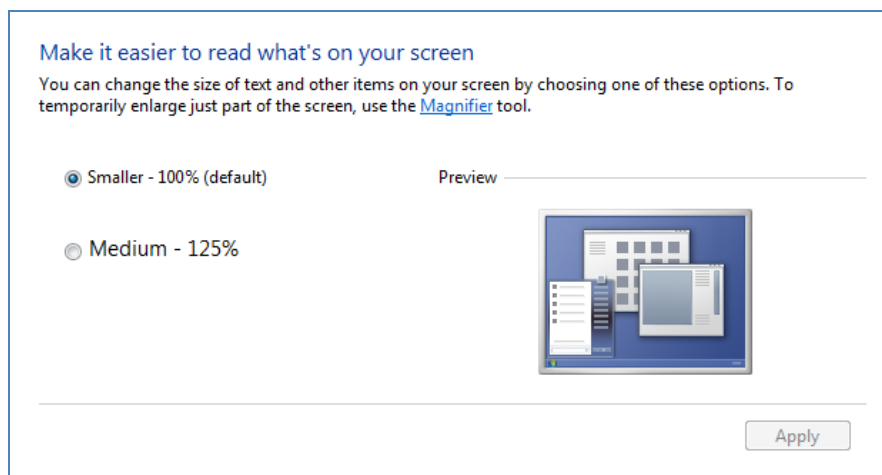 Make it easier to read what's on your screen
You can change the size of text and other items on your screen by choosing one of these options. To
temporarily enlarge just part of the screen, use the Magnifier tool.
Smaller - 100% (default)
Preview
Medium - 125%
Apply